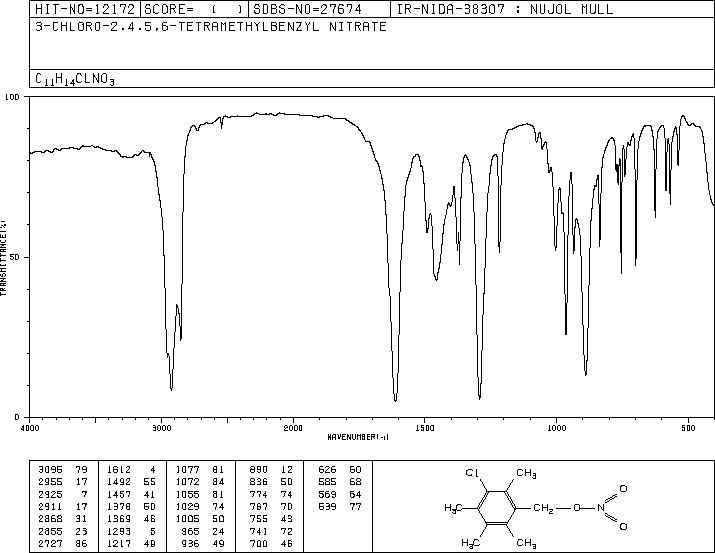 HIT-NO=12172 SCORE= ( ) SDBS-NO=27674 IR-NIDA-38307 : NUJOL MULL
3-CHLORO-2,4,5,6-TETRAMETHYLBENZYL NITRATE
C11H14CLNO3
100
50
0
TRANSMITTANCE(%)
4000 3000 2000 1500 1000 500
WAVENUMBER(-1)
3095 79 1612 4 1077 81 890 12 626 60
2955 17 1492 55 1072 84 836 50 585 68
2925 7 1457 41 1055 81 774 74 569 64
2911 17 1378 60 1029 74 767 70 539 77
2868 31 1369 46 1005 50 755 43
2855 23 1293 5 965 24 741 72
2727 86 1217 49 936 49 700 46
Cl CH3
O
H3C CH2 O N
O
H3C CH3